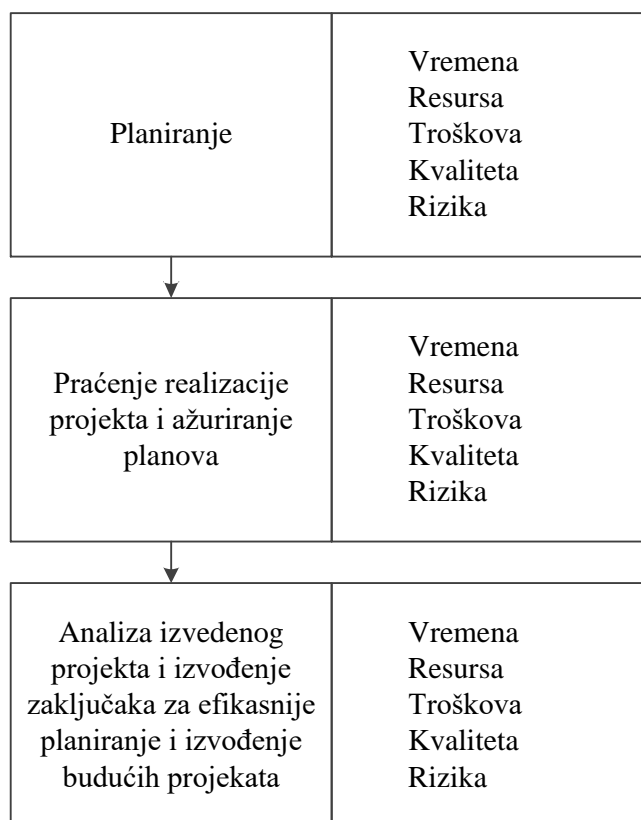 Planiranje
Vremena
Resursa
Troškova
Kvaliteta
Rizika
Praćenje realizacije
projekta i ažuriranje
planova
Vremena
Resursa
Troškova
Kvaliteta
Rizika
Analiza izvedenog
projekta i izvođenje
zaključaka za efikasnije
planiranje i izvođenje
budućih projekata
Vremena
Resursa
Troškova
Kvaliteta
Rizika